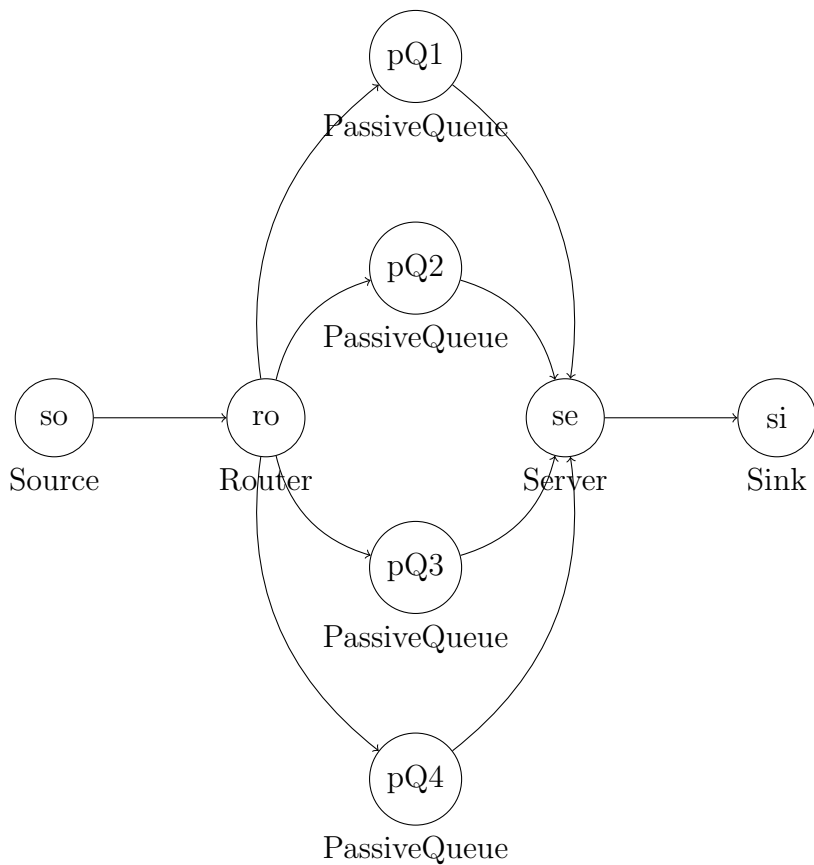 pQ1
PassiveQueue
pQ2
PassiveQueue
so
ro
se
si
Source
Router
Server
Sink
pQ3
PassiveQueue
pQ4
PassiveQueue